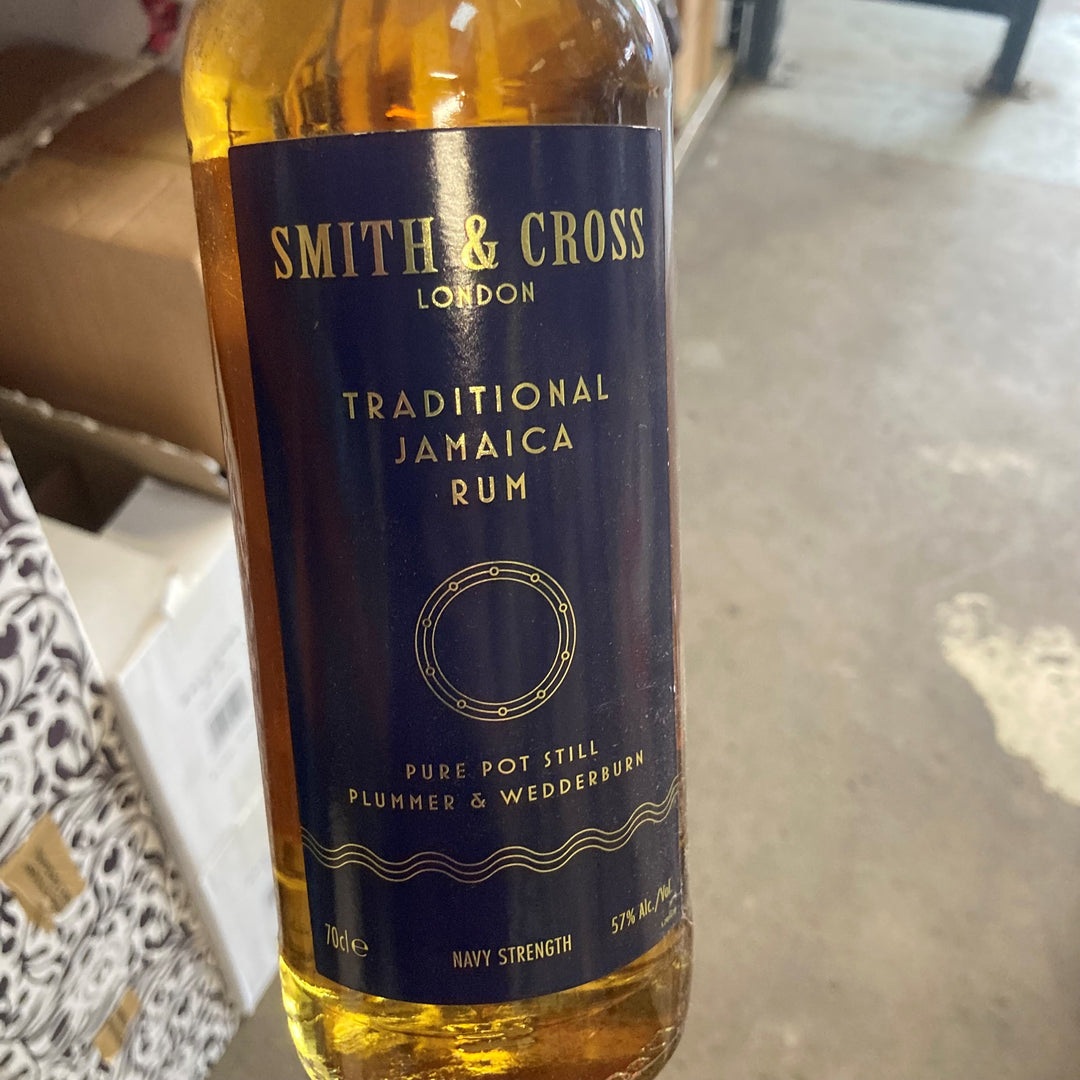 SMITH & CROSS
LONDON
TRADITIONAL
JAMAICA
RUM
PURE POT STILL
PLUMMER & WEDDERBURN
70cl e
NAVY STRENGTH
57% Alc./Vol.